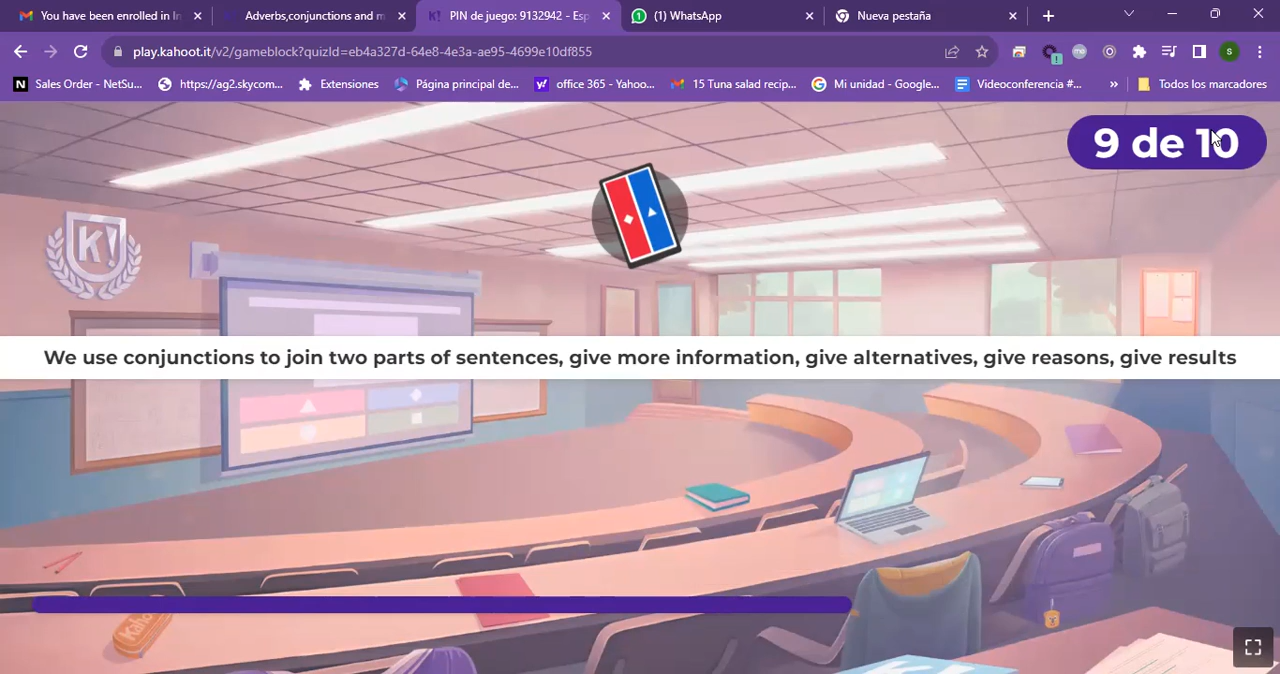 You have been enrolled in In
Adverbs,conjunctions and m
K! PIN de juego: 9132942 - Esp
(1) WhatsApp
Nueva pestaña
play.kahoot.it/v2/gameblock?quizId=eb4a327d-64e8-4e3a-ae95-4699e10df855
Sales Order - NetSu...
https://ag2.skycom...
Extensiones
Página principal de...
office 365 - Yahoo...
15 Tuna salad recip...
Mi unidad - Google...
Videoconferencia #...
Todos los marcadores
9 de 10
K!
We use conjunctions to join two parts of sentences, give more information, give alternatives, give reasons, give results